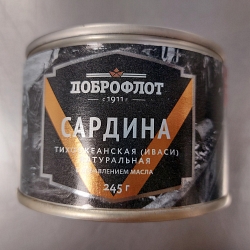 ДОБРОФЛОТ
с 1911 г
САРДИНА
ТИХООКЕАНСКАЯ (ИВАСИ)
НАТУРАЛЬНАЯ
С ДОБАВЛЕНИЕМ МАСЛА
245 г